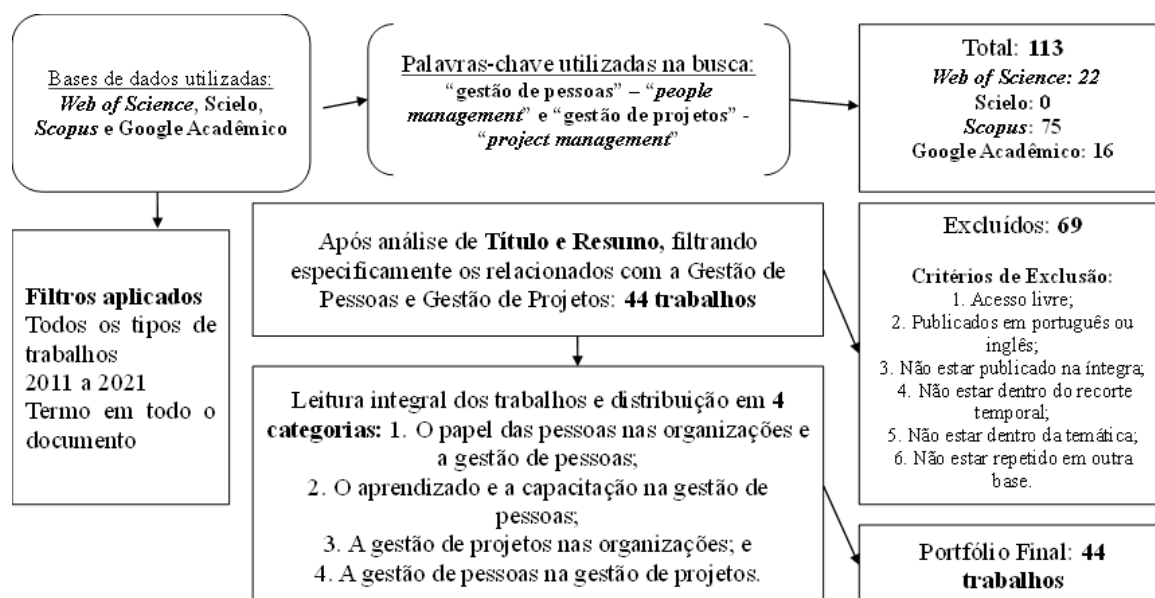 Bases de dados utilizadas:
Web of Science, Scielo,
Scopus e Google Acadêmico
Palavras-chave utilizadas na busca:
“gestão de pessoas” – “people
management” e “gestão de projetos” -
“project management”
Total: 113
Web of Science: 22
Scielo: 0
Scopus: 75
Google Acadêmico: 16
Filtros aplicados
Todos os tipos de
trabalhos
2011 a 2021
Termo em todo o
documento
Após análise de Título e Resumo, filtrando
especificamente os relacionados com a Gestão de
Pessoas e Gestão de Projetos: 44 trabalhos
Excluídos: 69
Critérios de Exclusão:
1. Acesso livre;
2. Publicados em português ou
inglês;
3. Não estar publicado na íntegra;
4. Não estar dentro do recorte
temporal;
5. Não estar dentro da temática;
6. Não estar repetido em outra
base.
Leitura integral dos trabalhos e distribuição em 4
categorias: 1. O papel das pessoas nas organizações e
a gestão de pessoas;
2. O aprendizado e a capacitação na gestão de
pessoas;
3. A gestão de projetos nas organizações; e
4. A gestão de pessoas na gestão de projetos.
Portfólio Final: 44
trabalhos